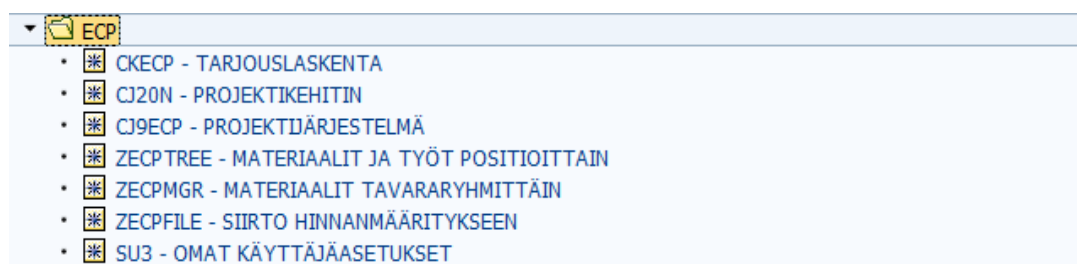 ECP
CKECP - TARJOUSLASKENTA
CJ20N - PROJEKTIKEHITIN
CJ9ECP - PROJEKTIJÄRJESTELMÄ
ZECPTREE - MATERIAALIT JA TYÖT POSITIOITTAIN
ZECPMGR - MATERIAALIT TAVARARYHMITTÄIN
ZECPFILE - SIIRTO HINNANMÄÄRITYKSEEN
SU3 - OMAT KÄYTTÄJÄASETUKSET